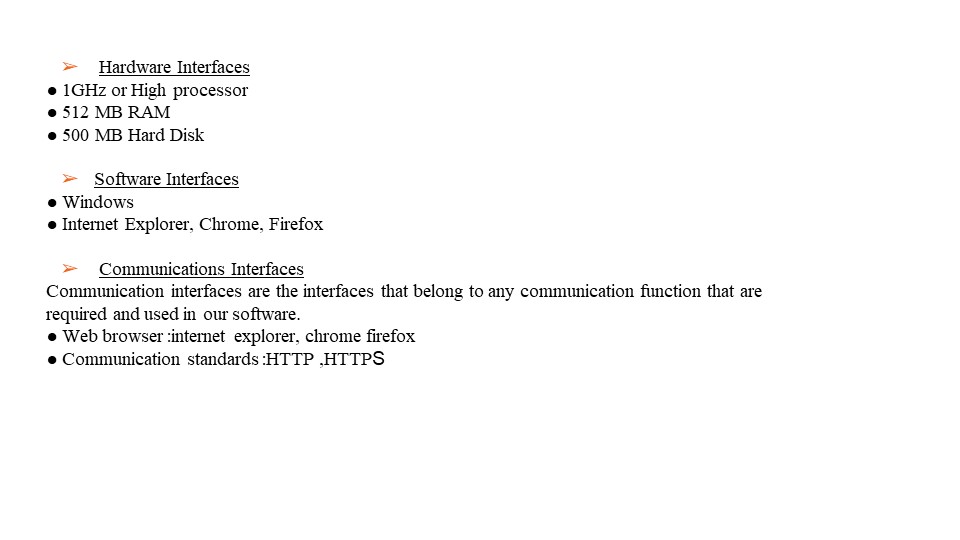 ➢ Hardware Interfaces
● 1GHz or High processor
● 512 MB RAM
● 500 MB Hard Disk
➢ Software Interfaces
● Windows
● Internet Explorer, Chrome, Firefox
➢ Communications Interfaces
Communication interfaces are the interfaces that belong to any communication function that are
required and used in our software.
● Web browser :internet explorer, chrome firefox
● Communication standards :HTTP ,HTTPS